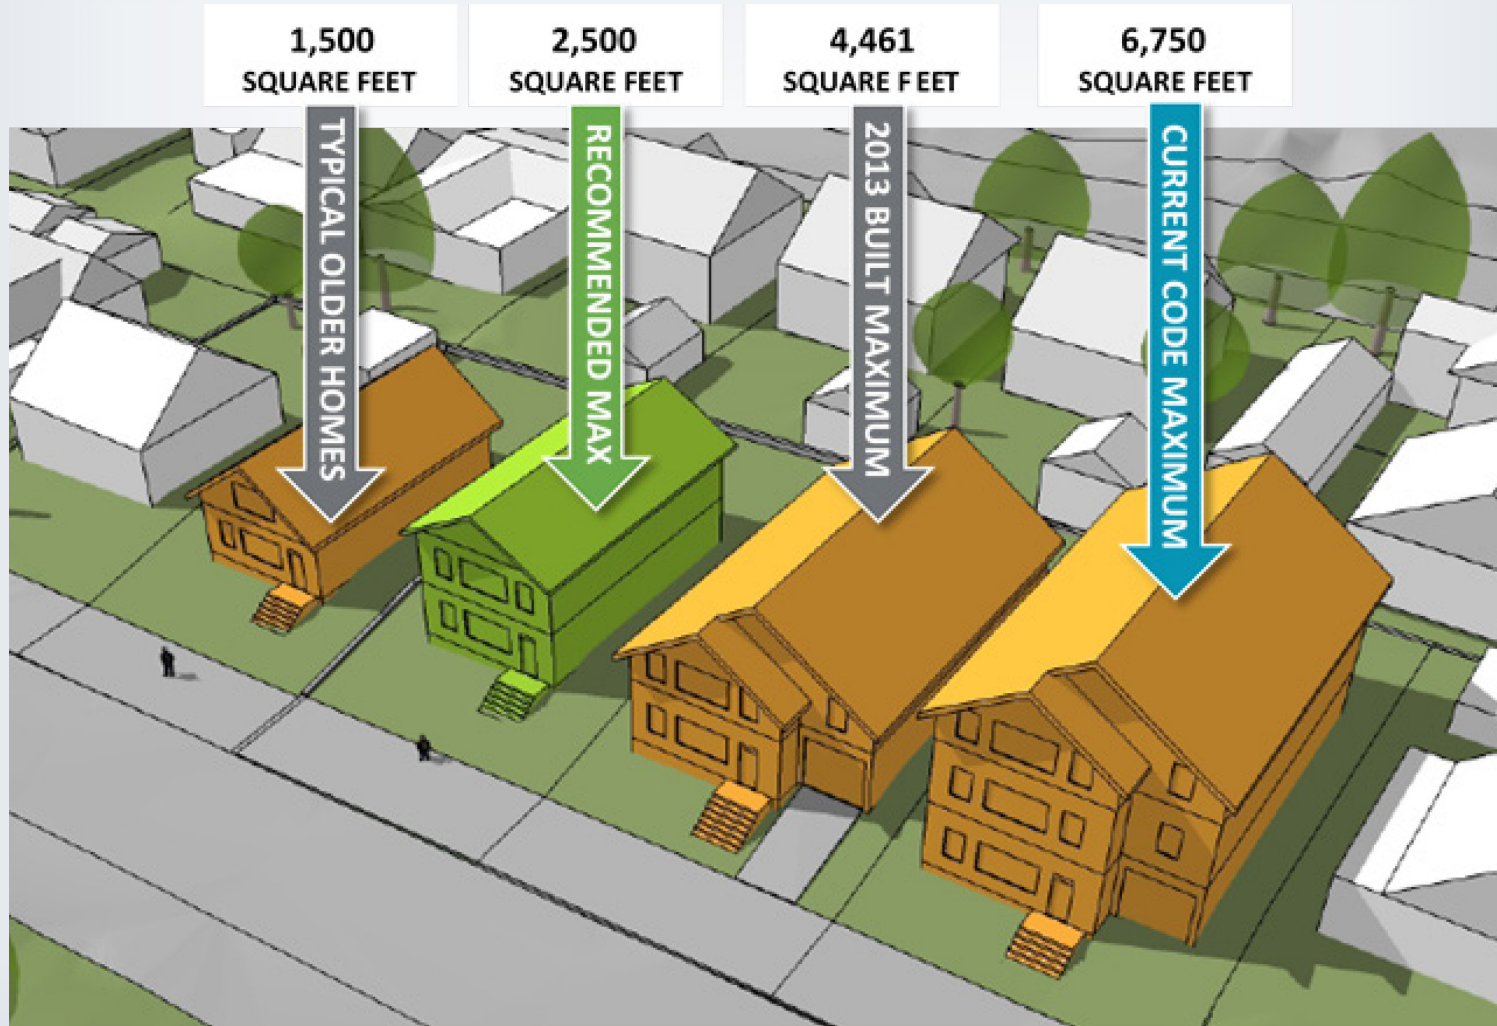 1,500
SQUARE FEET
TYPICAL OLDER HOMES
2,500
SQUARE FEET
RECOMMENDED MAX
4,461
SQUARE FEET
2013 BUILT MAXIMUM
6,750
SQUARE FEET
CURRENT CODE MAXIMUM